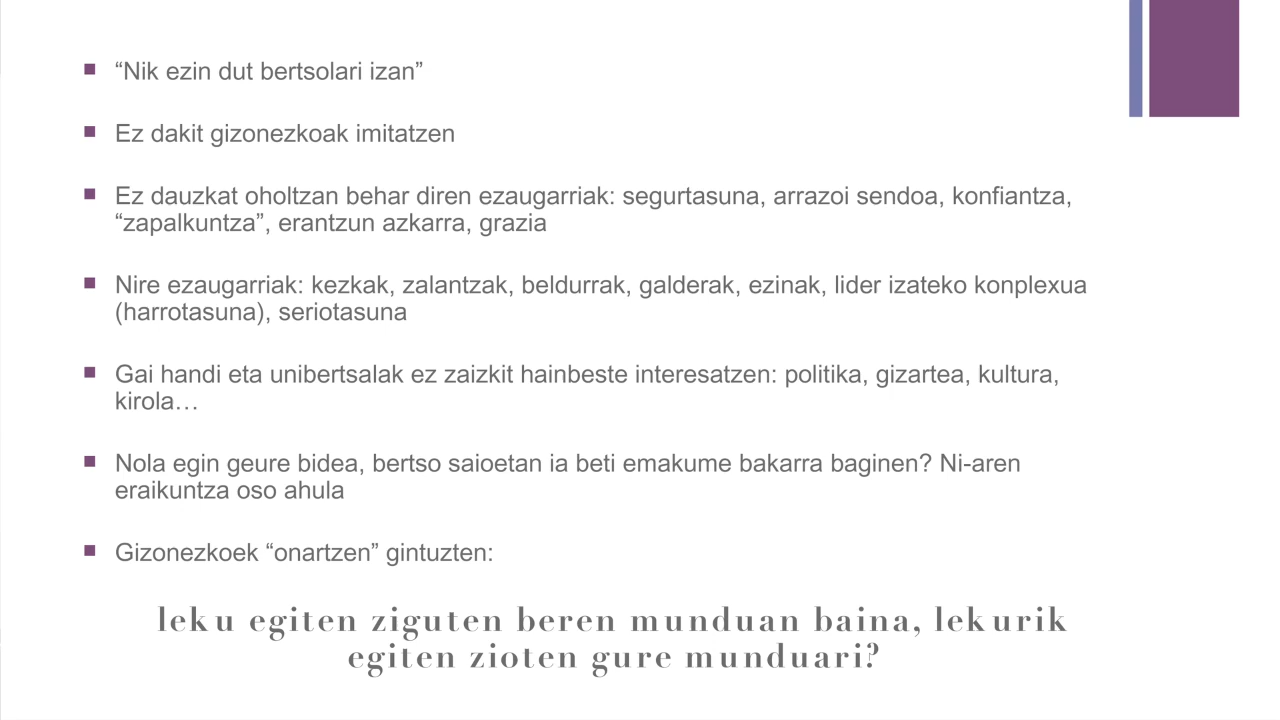 “Nik ezin dut bertsolari izan”
Ez dakit gizonezkoak imitatzen
Ez dauzkat oholtzan behar diren ezaugarriak: segurtasuna, arrazoi sendoa, konfiantza,
“zapalkuntza”, erantzun azkarra, grazia
Nire ezaugarriak: kezkak, zalantzak, beldurrak, galderak, ezinak, lider izateko konplexua
(harrotasuna), seriotasuna
Gai handi eta unibertsalak ez zaizkit hainbeste interesatzen: politika, gizartea, kultura,
kirola…
Nola egin geure bidea, bertso saioetan ia beti emakume bakarra baginen? Ni-aren
eraikuntza oso ahula
Gizonezkoek “onartzen” gintuzten:
leku egiten ziguten beren munduan baina, lekurik
egiten zioten gure munduari?